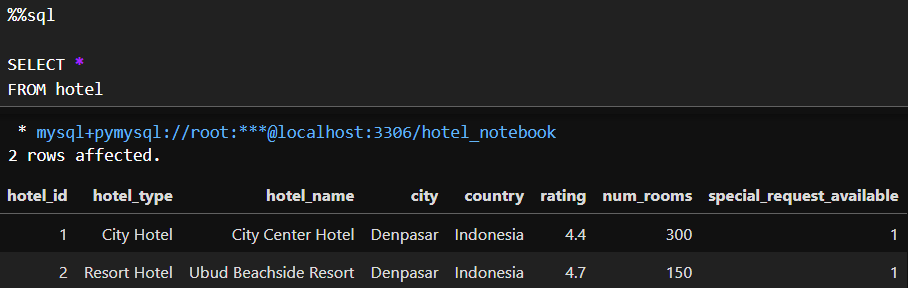 %%sql
SELECT *
FROM hotel
* mysql+pymysql://root:***@localhost:3306/hotel_notebook
2 rows affected.
hotel_id hotel_type hotel_name city country rating num_rooms special_request_available
1 City Hotel City Center Hotel Denpasar Indonesia 4.4 300 1
2 Resort Hotel Ubud Beachside Resort Denpasar Indonesia 4.7 150 1